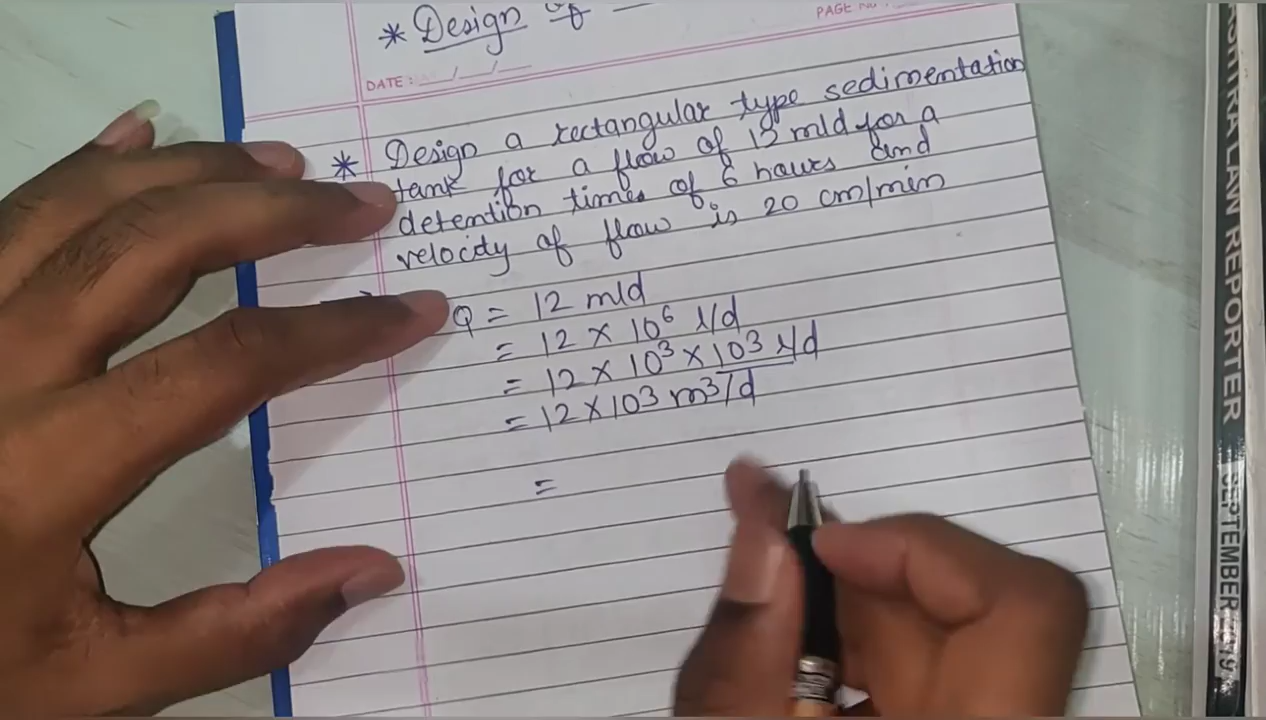 * Design of
PAGE No.
DATE: / /
* Design a rectangular type sedimentation
tank for a flow of 12 mld for a
detention times of 6 hours and
velocity of flow is 20 cm/min
Q = 12 mld
= 12 × 10⁶ l/d
= 12 × 10³ × 10³ l/d
= 12 × 10³ m³/d
=
LAW REPORTER
SEPTEMBER 2019